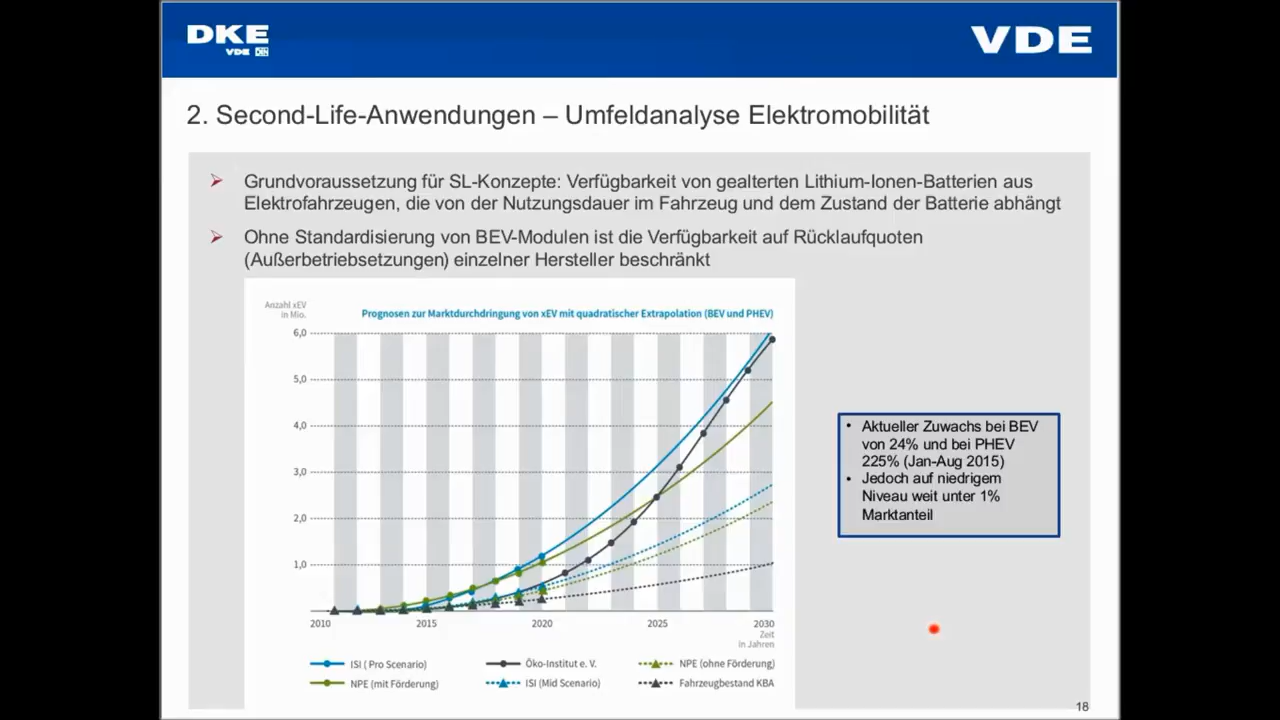 DKE
VDE DIN
VDE
2. Second-Life-Anwendungen – Umfeldanalyse Elektromobilität
Grundvoraussetzung für SL-Konzepte: Verfügbarkeit von gealterten Lithium-Ionen-Batterien aus
Elektrofahrzeugen, die von der Nutzungsdauer im Fahrzeug und dem Zustand der Batterie abhängt
Ohne Standardisierung von BEV-Modulen ist die Verfügbarkeit auf Rücklaufquoten
(Außerbetriebsetzungen) einzelner Hersteller beschränkt
Anzahl xEV
in Mio.
Prognosen zur Marktdurchdringung von xEV mit quadratischer Extrapolation (BEV und PHEV)
6,0
5,0
4,0
3,0
2,0
1,0
2010 2015 2020 2025 2030
Zeit
in Jahren
ISI ( Pro Scenario) Öko-Institut e. V. NPE (ohne Förderung)
NPE (mit Förderung) ISI (Mid Scenario) Fahrzeugbestand KBA
• Aktueller Zuwachs bei BEV
von 24% und bei PHEV
225% (Jan-Aug 2015)
• Jedoch auf niedrigem
Niveau weit unter 1%
Marktanteil
18